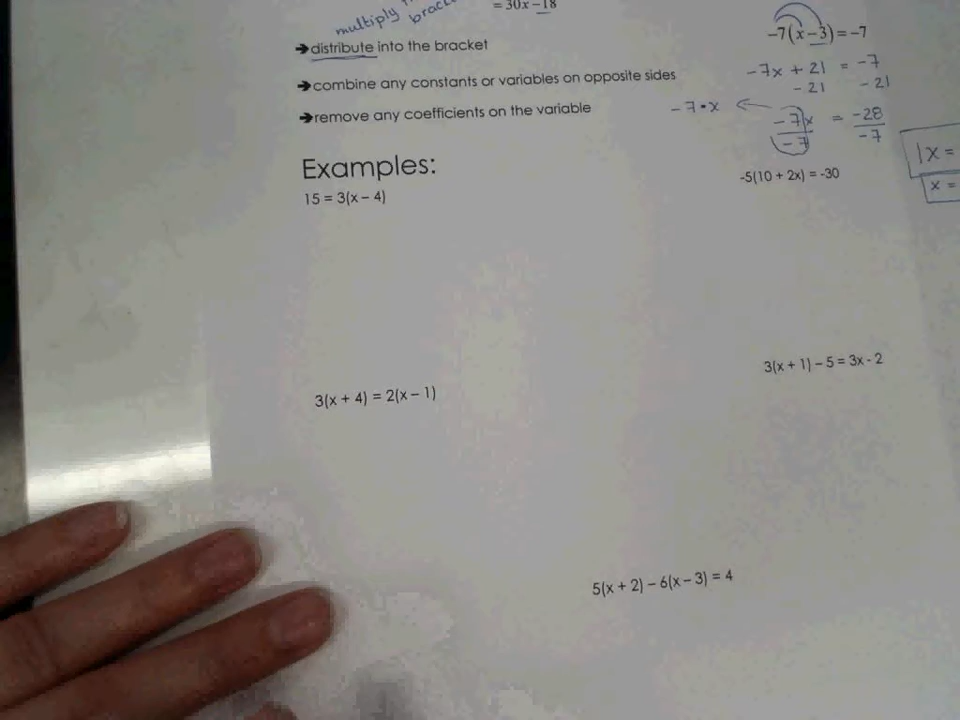 = 30x −18
multiply
➔distribute into the bracket
➔combine any constants or variables on opposite sides
➔remove any coefficients on the variable
-7(x−3)=-7
-7x + 21 = -7
- 21 - 21
-7•x ← -7x = -28
-7 -7
1x =
x =
Examples:
15 = 3(x – 4)
-5(10 + 2x) = -30
3(x + 4) = 2(x – 1)
3(x + 1) – 5 = 3x - 2
5(x + 2) – 6(x – 3) = 4